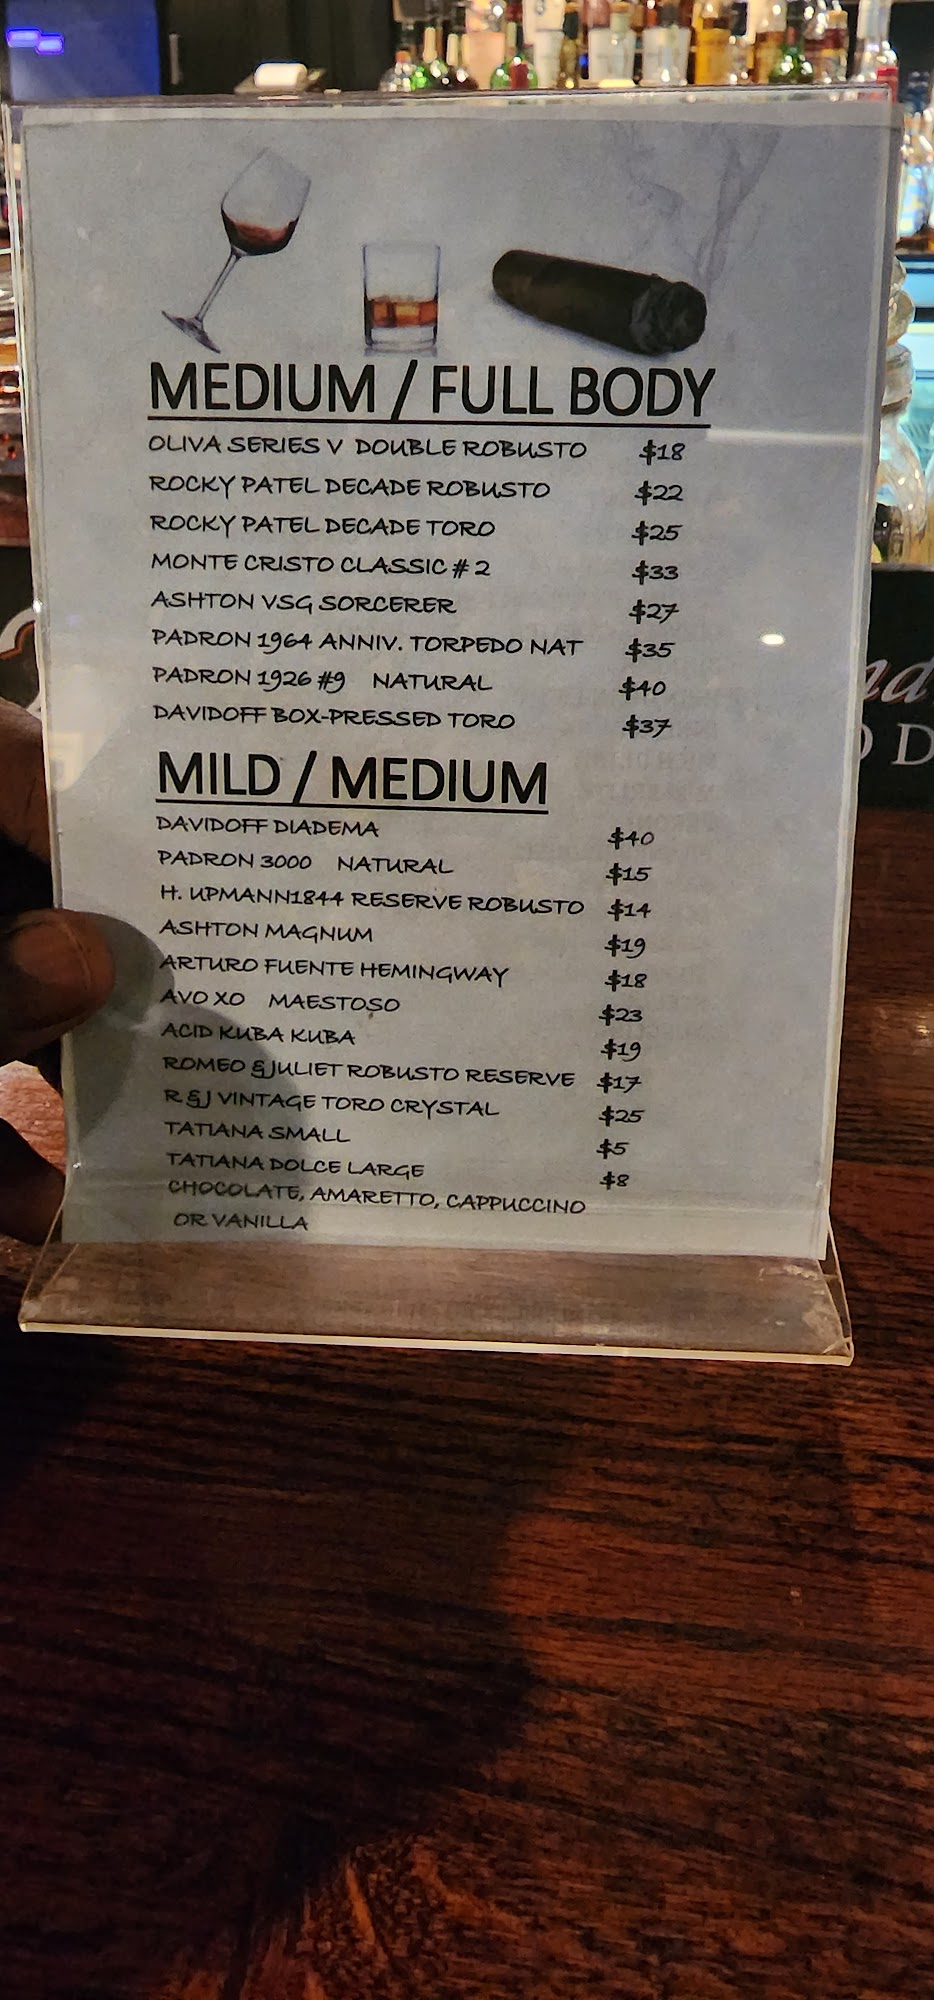 MEDIUM / FULL BODY
OLIVA SERIES V DOUBLE ROBUSTO $18
ROCKY PATEL DECADE ROBUSTO $22
ROCKY PATEL DECADE TORO $25
MONTE CRISTO CLASSIC # 2 $33
ASHTON VSG SORCERER $27
PADRON 1964 ANNIV. TORPEDO NAT $35
PADRON 1926 #9 NATURAL $40
DAVIDOFF BOX-PRESSED TORO $37
MILD / MEDIUM
DAVIDOFF DIADEMA $40
PADRON 3000 NATURAL $15
H. UPMANN1844 RESERVE ROBUSTO $14
ASHTON MAGNUM $19
ARTURO FUENTE HEMINGWAY $18
AVO XO MAESTOSO $23
ACID KUBA KUBA $19
ROMEO &JULIET ROBUSTO RESERVE $17
R &J VINTAGE TORO CRYSTAL $25
TATIANA SMALL $5
TATIANA DOLCE LARGE $8
CHOCOLATE, AMARETTO, CAPPUCCINO
OR VANILLA